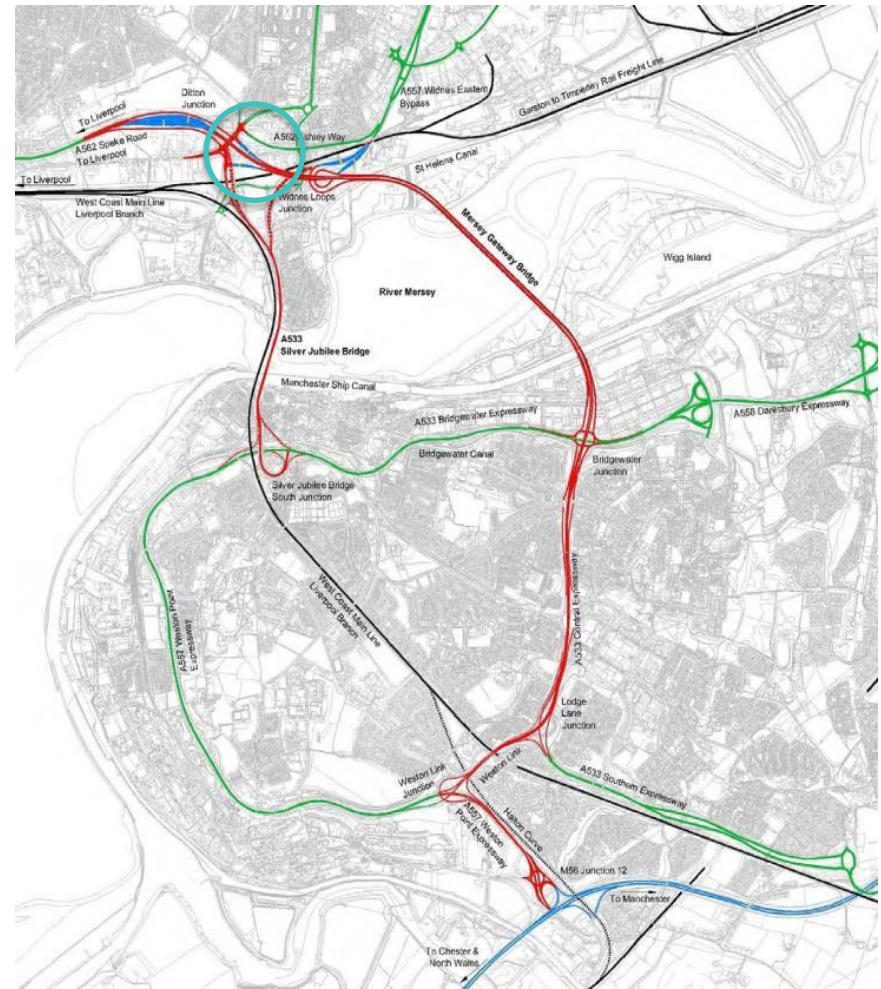 Ditton
Junction
A557 Widnes Eastern
Bypass
Garston to Timperley Rail Freight Line
To Liverpool
A562 Speke Road
To Liverpool
A562 Ashley Way
St Helens Canal
To Liverpool
West Coast Main Line
Liverpool Branch
Widnes Loops
Junction
Mersey Gateway Bridge
Wigg Island
River Mersey
A533
Silver Jubilee Bridge
Manchester Ship Canal
A533 Bridgewater Expressway
A558 Daresbury Expressway
Bridgewater Canal
Bridgewater
Junction
Silver Jubilee Bridge
South Junction
A557 Weston Point
Expressway
West Coast Main Line
Liverpool Branch
A533 Central Expressway
Lodge
Lane
Junction
Weston Link
Junction
Weston Link
A533 Southern Expressway
A557 Weston
Point Expressway
Halton Curve
M56 Junction 12
To Manchester
To Chester &
North Wales